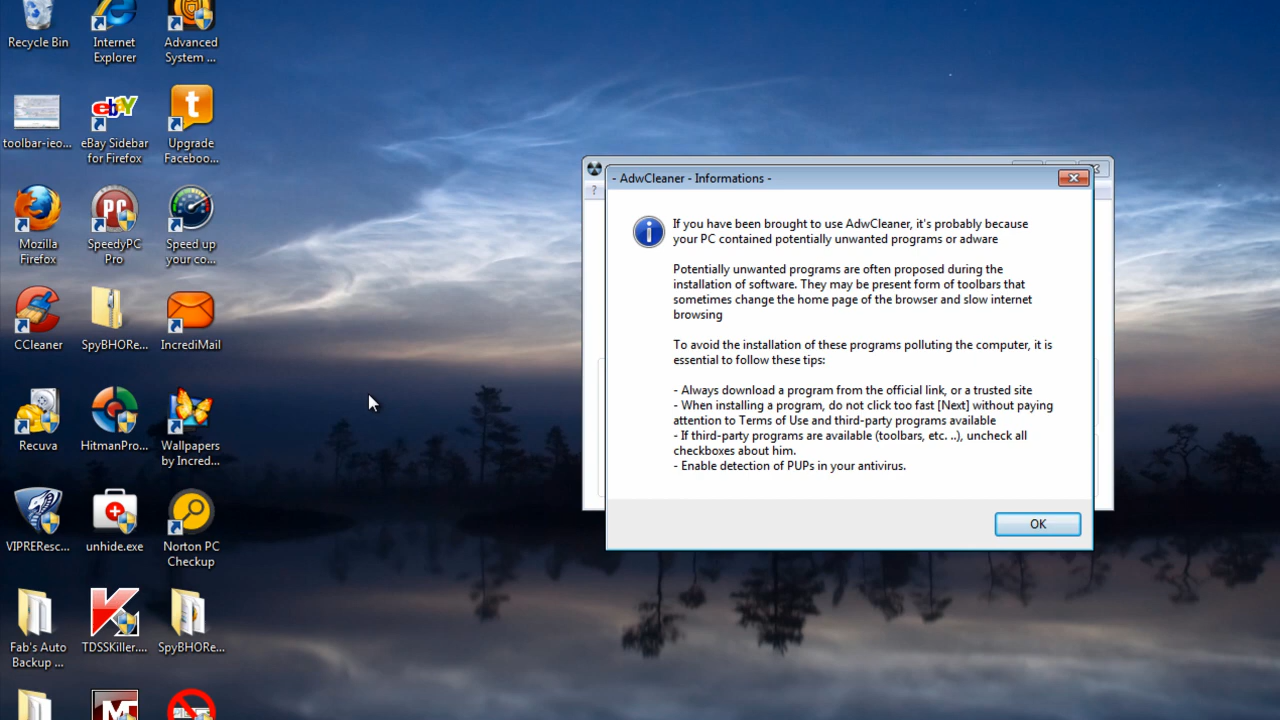 Recycle Bin
Internet
Explorer
Advanced
System ...
toolbar-ieo...
ebY
eBay Sidebar
for Firefox
t
Upgrade
Faceboo...
Mozilla
Firefox
PC
SpeedyPC
Pro
Speed up
your co...
CCleaner
SpyBHORe...
IncrediMail
Recuva
HitmanPro...
Wallpapers
by Incred...
VIPREResc...
unhide.exe
Norton PC
Checkup
Fab's Auto
Backup ...
TDSSKiller....
SpyBHORe...
?
- AdwCleaner - Informations -
If you have been brought to use AdwCleaner, it's probably because
your PC contained potentially unwanted programs or adware
Potentially unwanted programs are often proposed during the
installation of software. They may be present form of toolbars that
sometimes change the home page of the browser and slow internet
browsing
To avoid the installation of these programs polluting the computer, it is
essential to follow these tips:
- Always download a program from the official link, or a trusted site
- When installing a program, do not click too fast [Next] without paying
attention to Terms of Use and third-party programs available
- If third-party programs are available (toolbars, etc. ..), uncheck all
checkboxes about him.
- Enable detection of PUPs in your antivirus.
OK